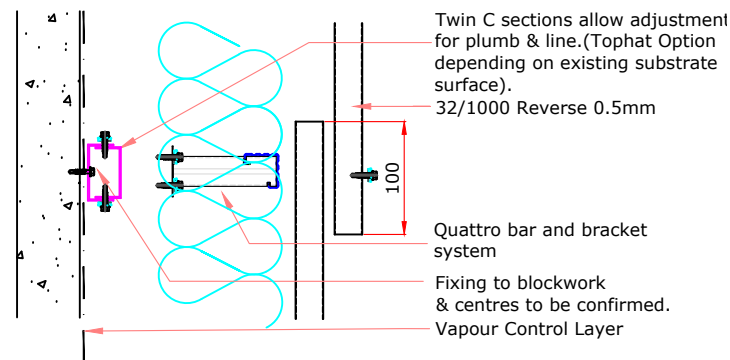 Twin C sections allow adjustment
for plumb & line.(Tophat Option
depending on existing substrate
surface).
32/1000 Reverse 0.5mm
100
Quattro bar and bracket
system
Fixing to blockwork
& centres to be confirmed.
Vapour Control Layer